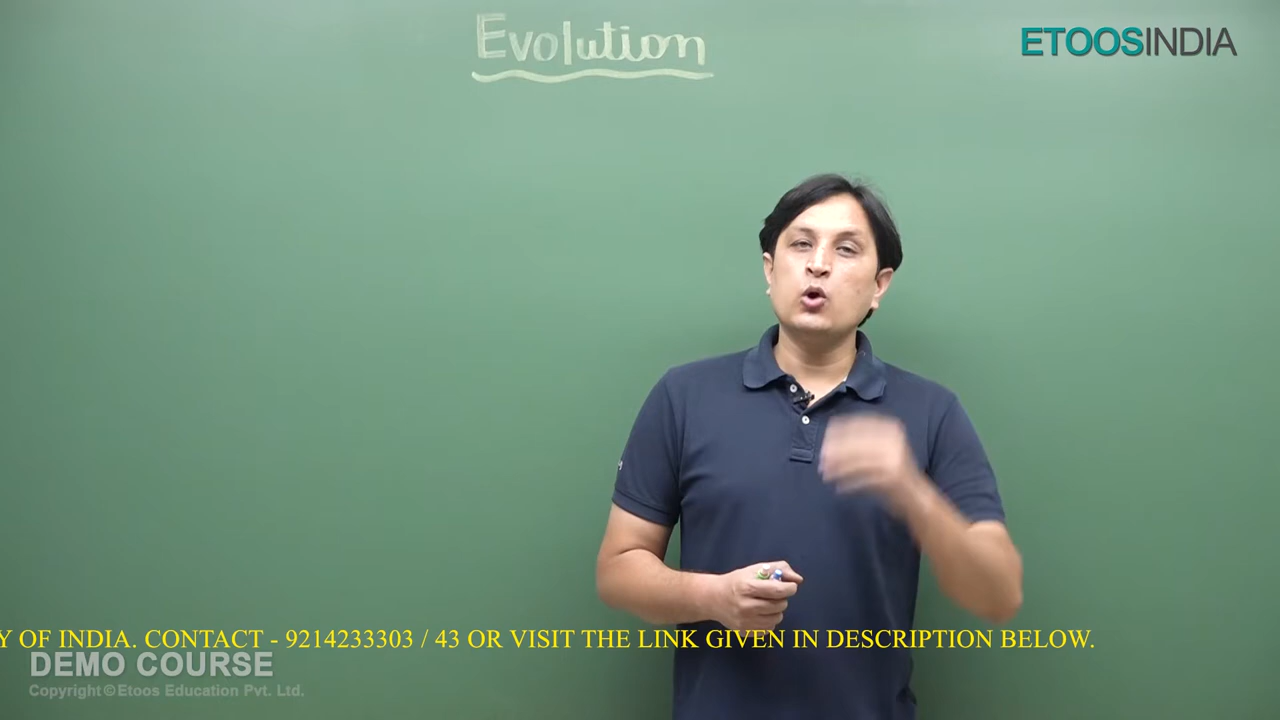 Evolution
ETOOSINDIA
Y OF INDIA. CONTACT - 9214233303 / 43 OR VISIT THE LINK GIVEN IN DESCRIPTION BELOW.
DEMO COURSE
Copyright © Etoos Education Pvt. Ltd.